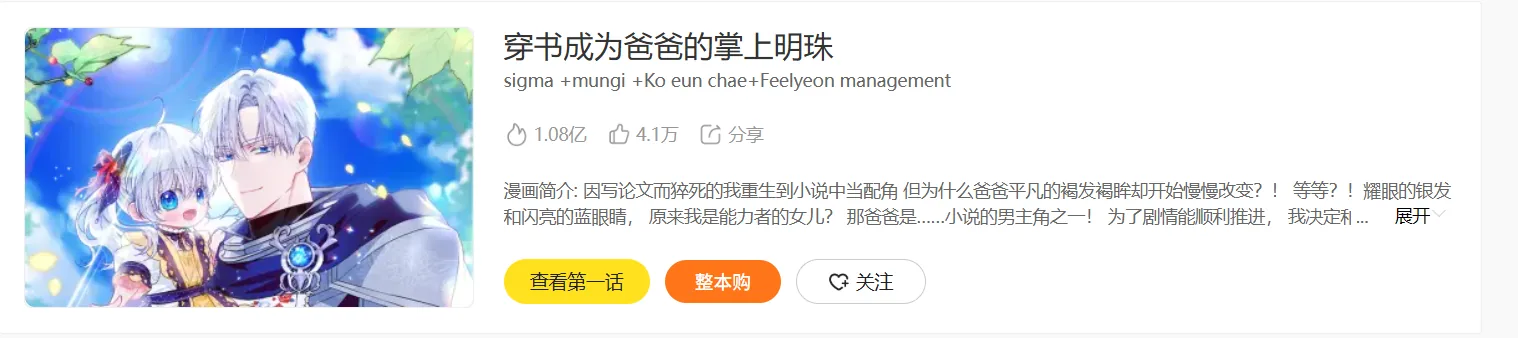 穿书成为爸爸的掌上明珠
sigma +mungi +Ko eun chae+Feelyeon management
1.08亿 4.1万 分享
漫画简介: 因写论文而猝死的我重生到小说中当配角 但为什么爸爸平凡的褐发褐眸却开始慢慢改变？！ 等等？！耀眼的银发
和闪亮的蓝眼睛， 原来我是能力者的女儿？ 那爸爸是......小说的男主角之一！ 为了剧情能顺利推进， 我决定和... 展开
查看第一话 整本购 关注